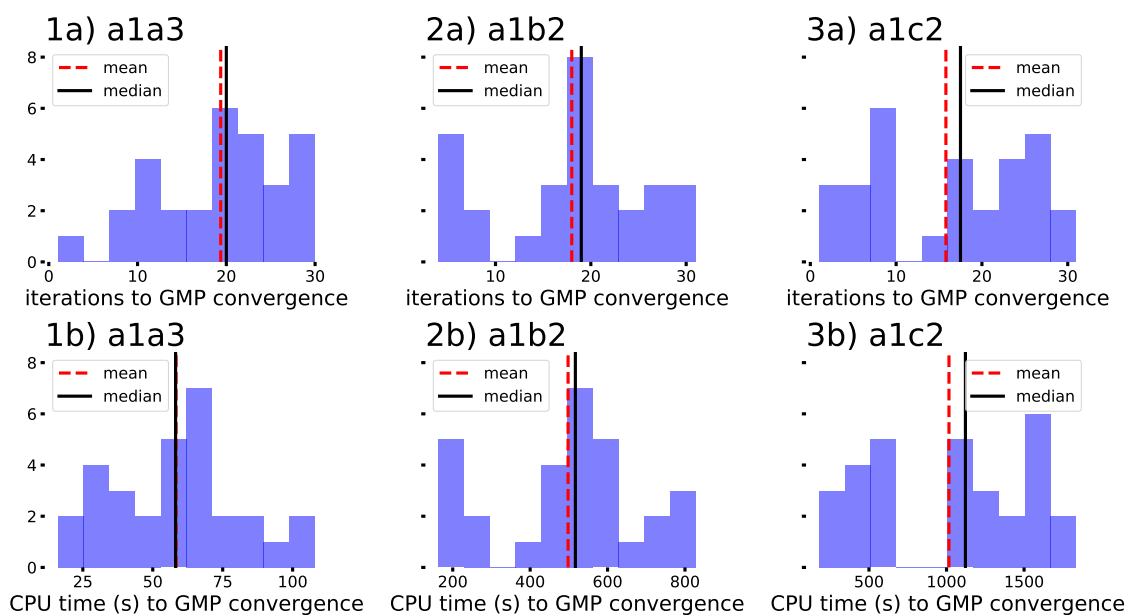 1a) a1a3
2a) a1b2
3a) a1c2
mean
median
mean
median
mean
median
8
6
4
2
0
0 10 20 30
10 20 30
0 10 20 30
iterations to GMP convergence
iterations to GMP convergence
iterations to GMP convergence
1b) a1a3
2b) a1b2
3b) a1c2
mean
median
mean
median
mean
median
8
6
4
2
0
25 50 75 100
200 400 600 800
500 1000 1500
CPU time (s) to GMP convergence
CPU time (s) to GMP convergence
CPU time (s) to GMP convergence